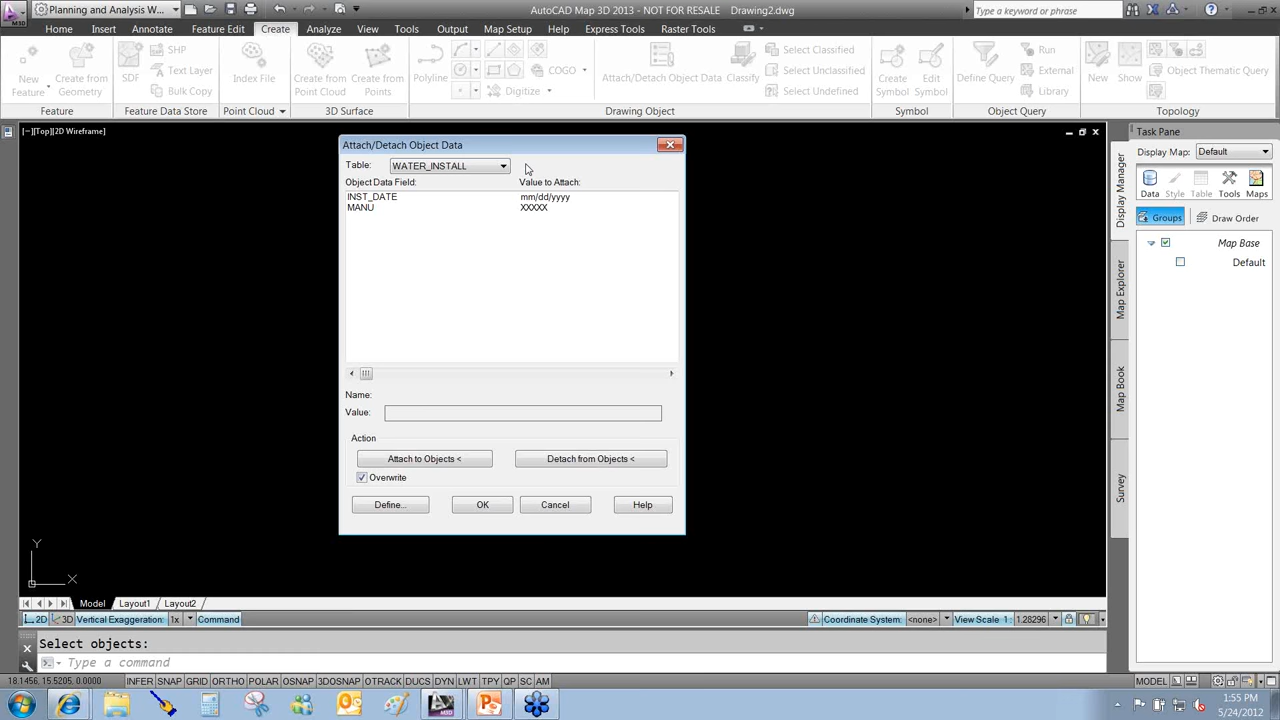 Planning and Analysis W...
AutoCAD Map 3D 2013 - NOT FOR RESALE Drawing2.dwg
Type a keyword or phrase
Home Insert Annotate Feature Edit Create Analyze View Tools Output Map Setup Help Express Tools Raster Tools
New Feature
Create from Geometry
SDF
SHP
Text Layer
Bulk Copy
Index File
Create from Point Cloud
Create from Points
Polyline
COGO
Digitize
Attach/Detach Object Data
Classify
Select Classified
Select Unclassified
Select Undefined
Create Symbol
Edit Symbol
Define Query
Run
External
Library
New
Show
Object Thematic Query
Feature
Feature Data Store
Point Cloud
3D Surface
Drawing Object
Symbol
Object Query
Topology
[−][Top][2D Wireframe]
Attach/Detach Object Data
Table: WATER_INSTALL
Object Data Field: Value to Attach:
INST_DATE mm/dd/yyyy
MANU XXXXX
Name:
Value:
Action
Attach to Objects < Detach from Objects <
Overwrite
Define... OK Cancel Help
Y
X
Task Pane
Display Map: Default
Data Style Table Tools Maps
Groups Draw Order
Map Base
Default
Display Manager
Map Explorer
Map Book
Survey
Model Layout1 Layout2
2D 3D Vertical Exaggeration: 1x Command Coordinate System: <none> View Scale 1: 1.28296
Select objects:
Type a command
18.1456, 15.5205, 0.0000 INFER SNAP GRID ORTHO POLAR OSNAP 3DOSNAP OTRACK DUCS DYN LWT TPY QP SC AM MODEL
1:55 PM
5/24/2012